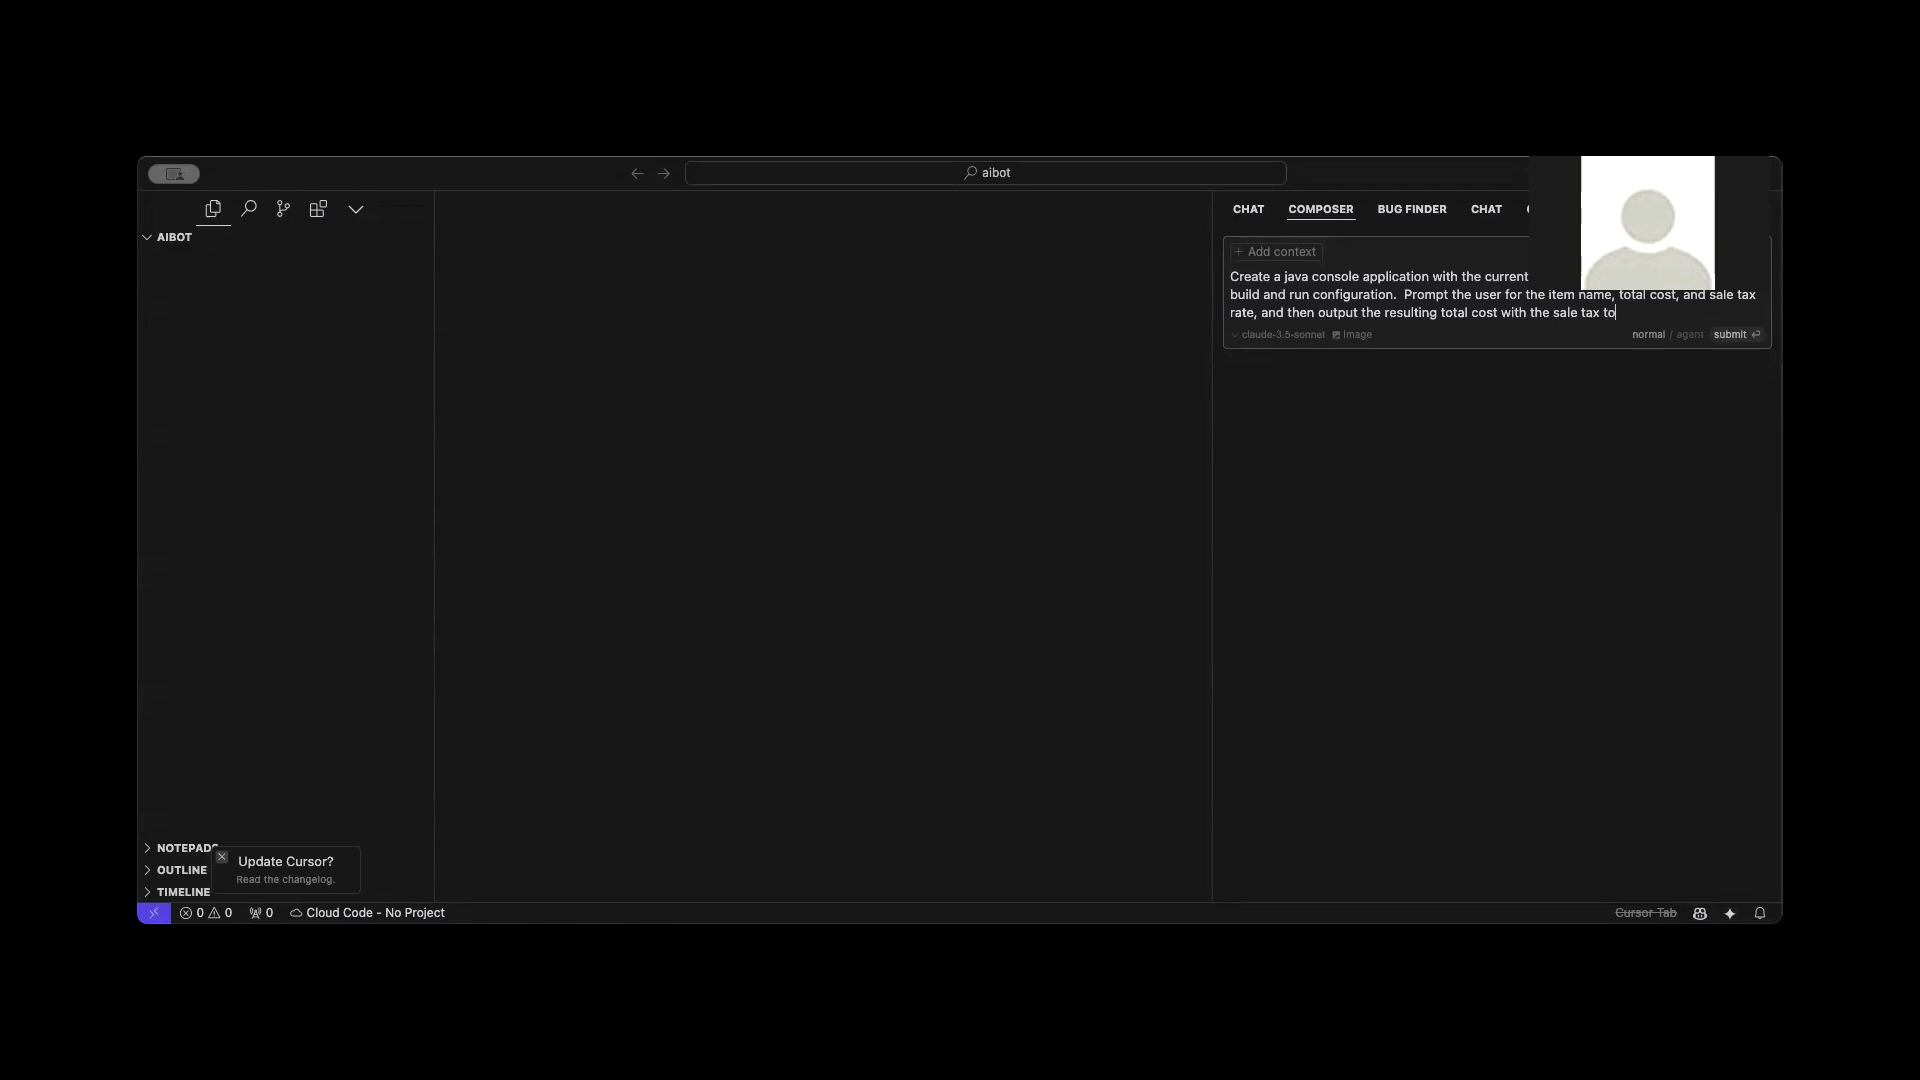 aibot
AIBOT
CHAT COMPOSER BUG FINDER CHAT
+ Add context
Create a java console application with the current
build and run configuration.  Prompt the user for the item name, total cost, and sale tax
rate, and then output the resulting total cost with the sale tax to
claude-3.5-sonnet Image normal / agent submit
NOTEPADS
Update Cursor?
OUTLINE
Read the changelog.
TIMELINE
0 0 0 Cloud Code - No Project Cursor Tab